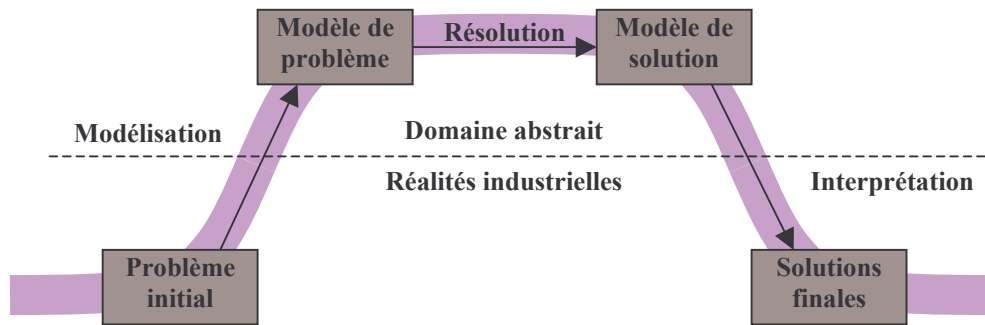 Modèle de
problème
Résolution
Modèle de
solution
Modélisation
Domaine abstrait
Réalités industrielles
Interprétation
Problème
initial
Solutions
finales